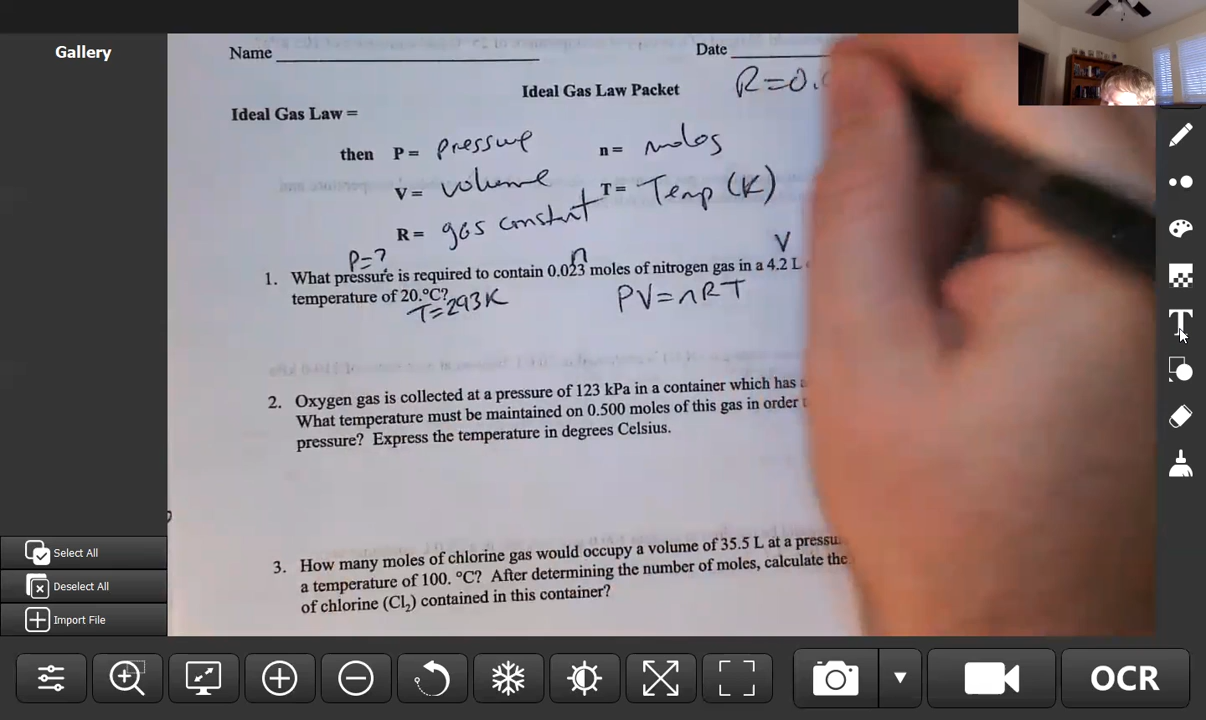 Gallery
Name
Date
R=0.
Ideal Gas Law Packet
Ideal Gas Law =
then P = pressure n = moles
V = volume T = Temp (K)
R = gas constant
P=? n V
1. What pressure is required to contain 0.023 moles of nitrogen gas in a 4.2 L
temperature of 20.°C?
T=293K PV=nRT
2. Oxygen gas is collected at a pressure of 123 kPa in a container which has
What temperature must be maintained on 0.500 moles of this gas in order
pressure? Express the temperature in degrees Celsius.
3. How many moles of chlorine gas would occupy a volume of 35.5 L at a
a temperature of 100. °C? After determining the number of moles, calculate the
of chlorine (Cl₂) contained in this container?
Select All
Deselect All
Import File
OCR